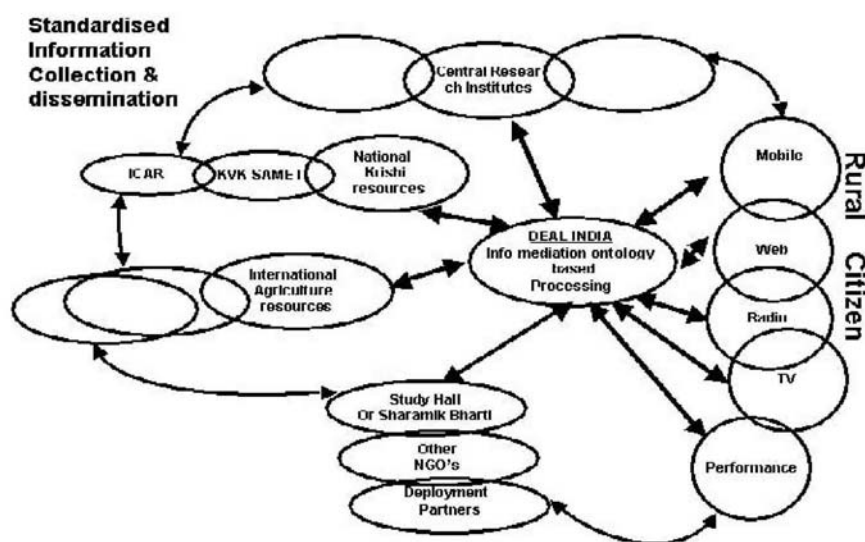 Standardised
Information
Collection &
dissemination
Central Resear
ch Institutes
ICAR
KVK SAMET
National
Krishi
resources
Mobile
DEAL INDIA
Info mediation ontology
based
Processing
Web
International
Agriculture
resources
Radio
TV
Study Hall
Or Sharamik Bharti
Other
NGO's
Deployment
Partners
Performance
Rural Citizen